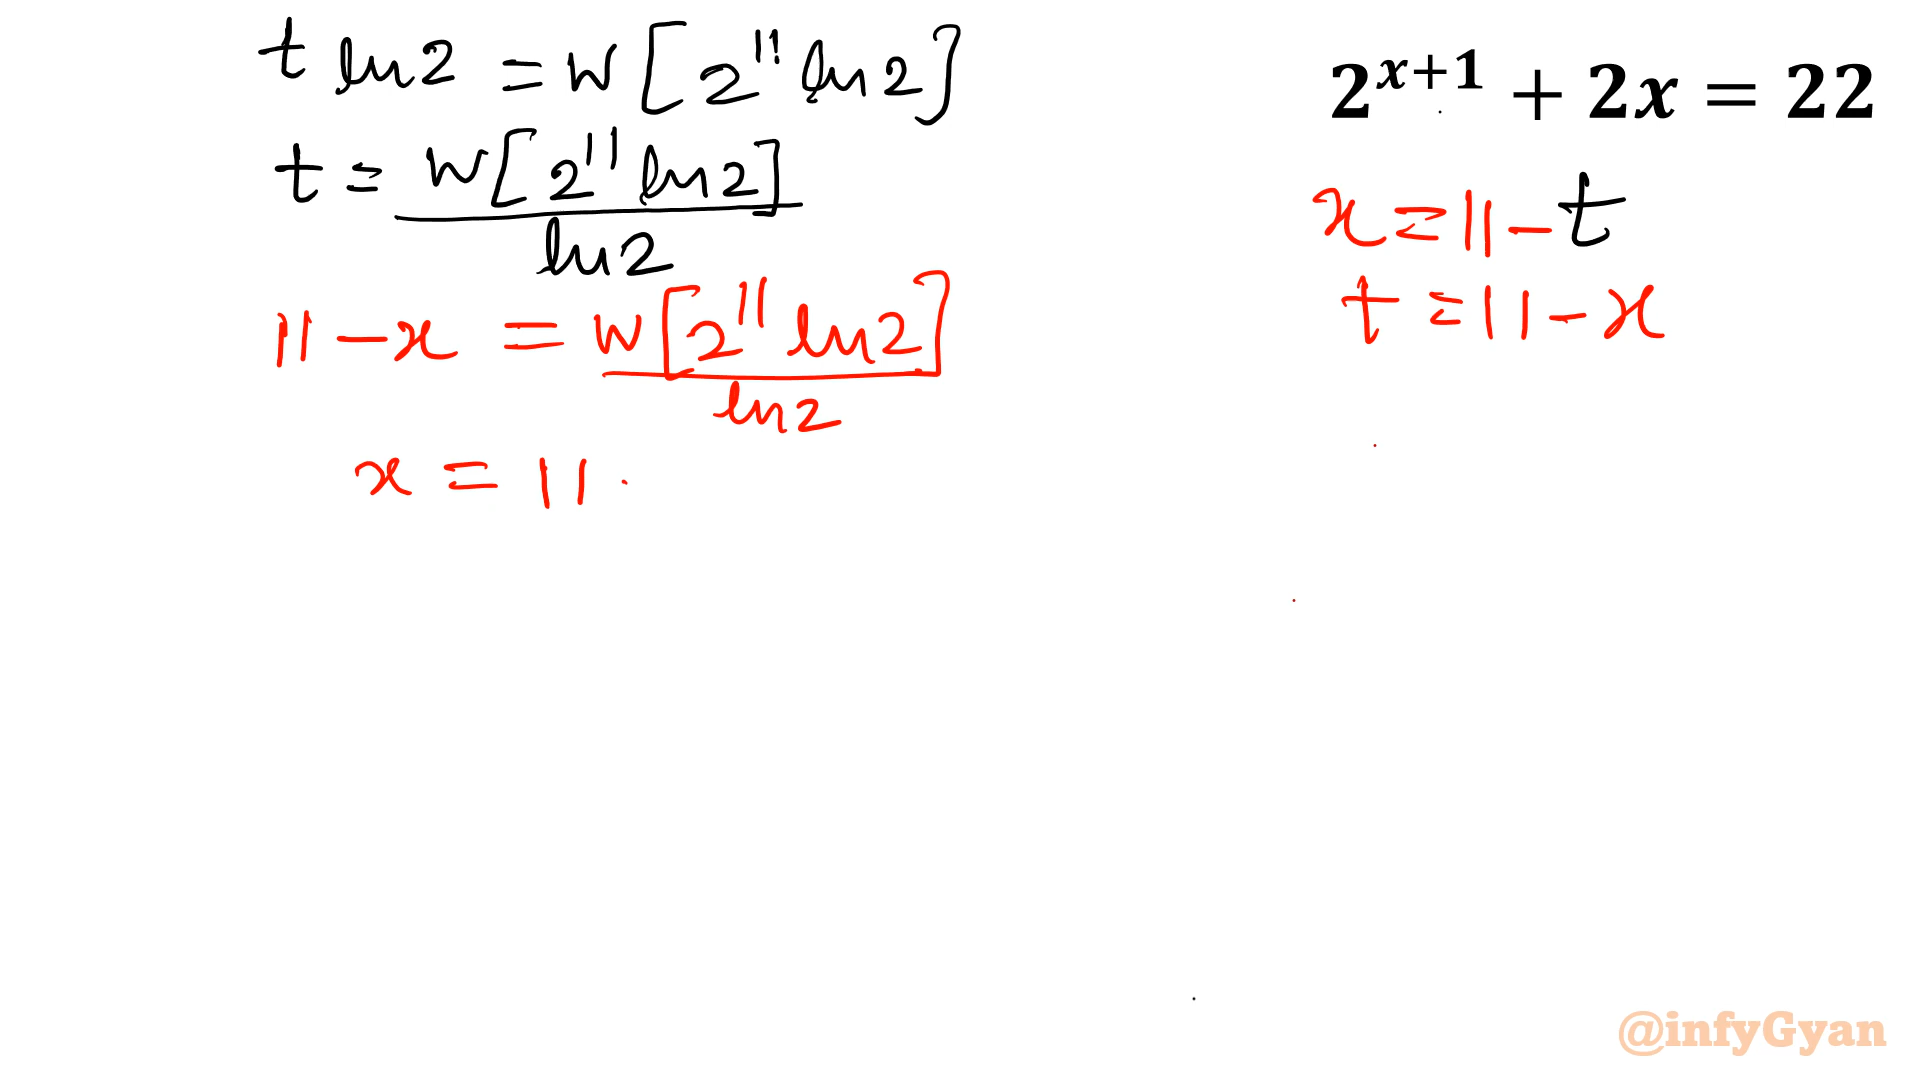 t ln2 = W[2^11 ln2]
t = W[2^11 ln2] / ln2
11 - x = W[2^11 ln2] / ln2
x = 11
2^{x+1} + 2x = 22
x = 11 - t
t = 11 - x
@infyGyan